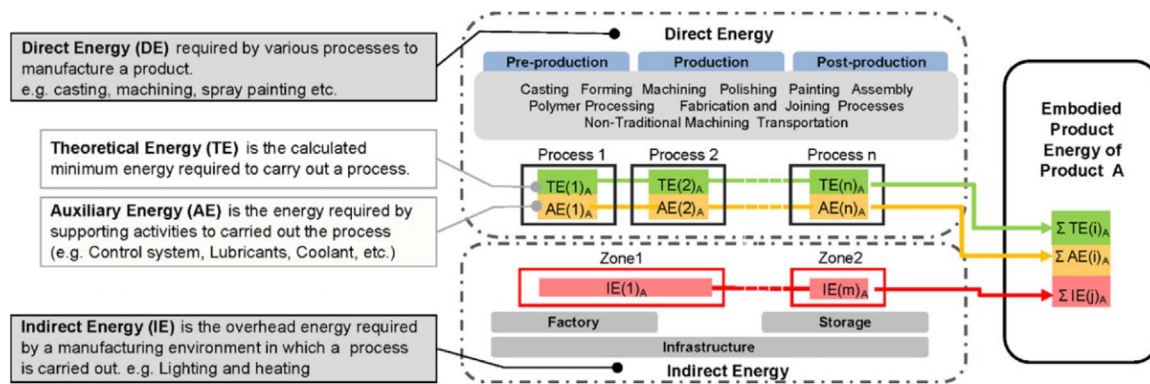 Direct Energy (DE) required by various processes to
manufacture a product.
e.g. casting, machining, spray painting etc.
Theoretical Energy (TE) is the calculated
minimum energy required to carry out a process.
Auxiliary Energy (AE) is the energy required by
supporting activities to carried out the process
(e.g. Control system, Lubricants, Coolant, etc.)
Indirect Energy (IE) is the overhead energy required
by a manufacturing environment in which a process
is carried out. e.g. Lighting and heating
Direct Energy
Pre-production Production Post-production
Casting Forming Machining Polishing Painting Assembly
Polymer Processing Fabrication and Joining Processes
Non-Traditional Machining Transportation
Process 1 Process 2 Process n
TE(1)A TE(2)A TE(n)A
AE(1)A AE(2)A AE(n)A
Zone1 Zone2
IE(1)A IE(m)A
Factory Storage
Infrastructure
Indirect Energy
Embodied
Product
Energy of
Product A
Σ TE(i)A
Σ AE(i)A
Σ IE(j)A